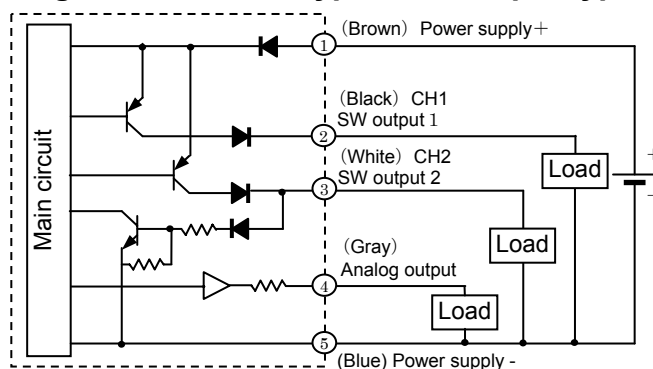 ① (Brown) Power supply+
(Black) CH1
② SW output 1
(White) CH2
③ SW output 2
(Gray)
④ Analog output
⑤
(Blue) Power supply -
Main circuit
Load
Load
Load
+
-